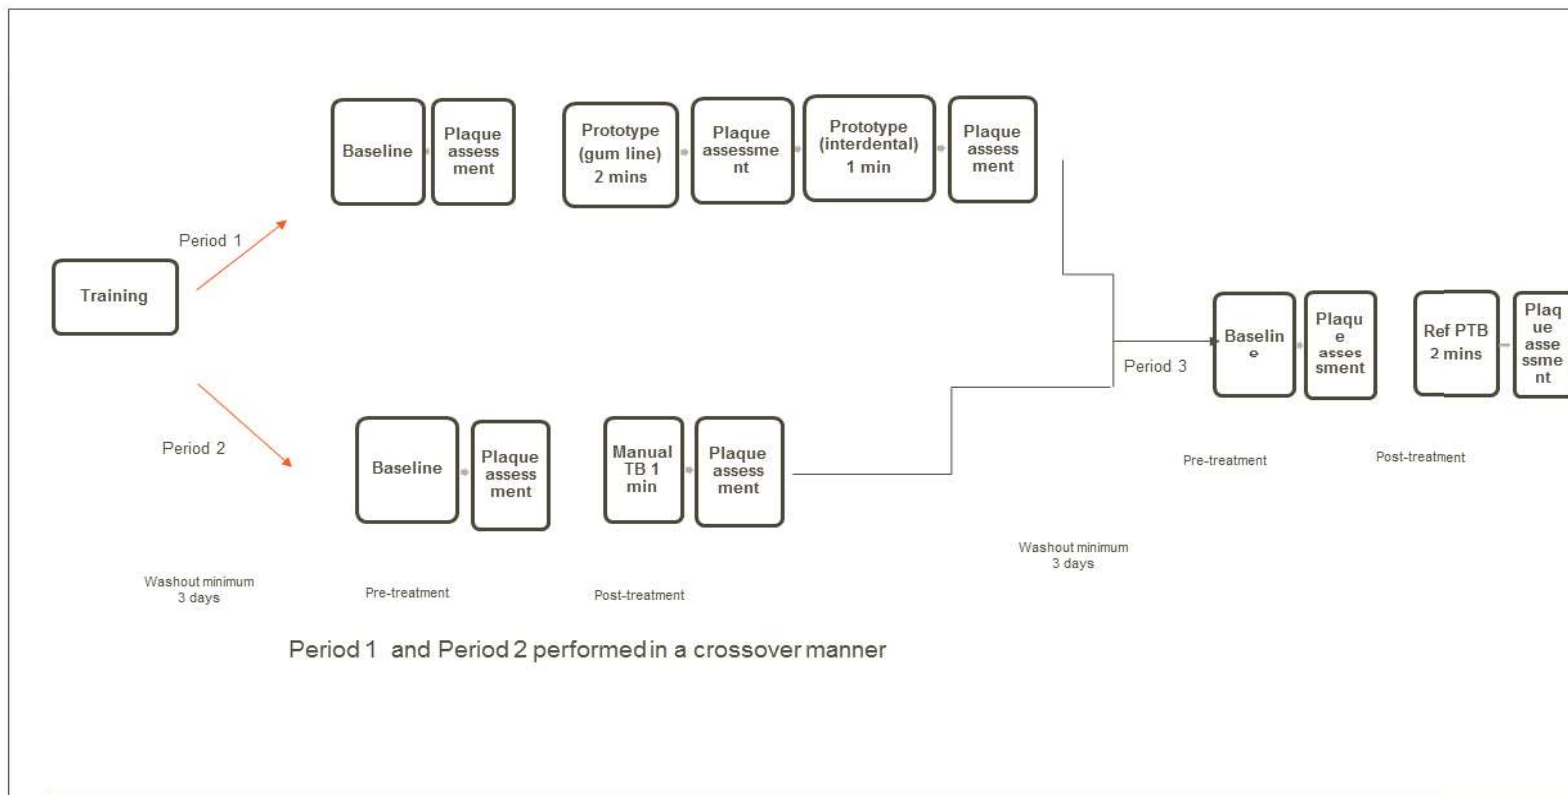 Baseline
Plaque
assess
ment
Prototype
(gum line)
2 mins
Plaque
assessme
nt
Prototype
(interdental)
1 min
Plaque
assess
ment
Period 1
Training
Baselin
e
Plaqu
e
asses
sment
Ref PTB
2 mins
Plaq
ue
asse
ssme
nt
Period 3
Period 2
Baseline
Plaque
assess
ment
Manual
TB 1
min
Plaque
assess
ment
Pre-treatment
Post-treatment
Washout minimum
3 days
Washout minimum
3 days
Pre-treatment
Post-treatment
Period 1 and Period 2 performed in a crossover manner